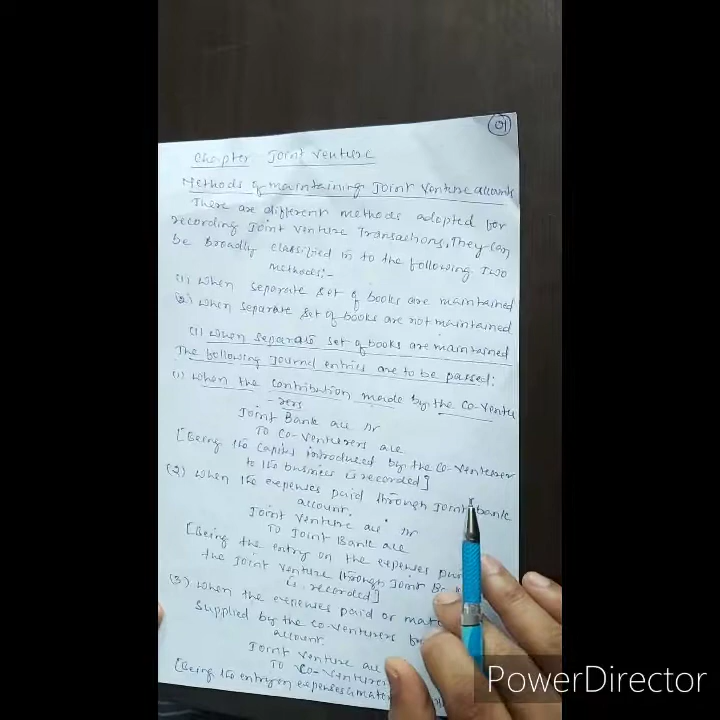 01
Chapter Joint Venture
Methods of maintaining Joint Venture accounts
There are different methods adopted for
recording Joint Venture Transactions, They can
be broadly classified in to the following Two
methods:-
(1) When separate set of books are maintained
(2) When separate set of books are not maintained
(1) When separate set of books are maintained
The following Journal entries are to be passed:
(1) When the contribution made by the Co-Ventu
-rers
Joint Bank a/c Dr
To Co-Venturers a/c
[Being the Capital introduced by the Co-Venturer
to the business is recorded]
(2) When the expenses paid through Joint bank
account.
Joint Venture a/c Dr
To Joint Bank a/c
[Being the entry on the expenses
the Joint Venture through Joint
is recorded]
(3) When the expenses paid or
Supplied by the Co-Venturers
account.
Joint Venture a/c
To Co-Venturer
[Being the entry on expenses &
PowerDirector